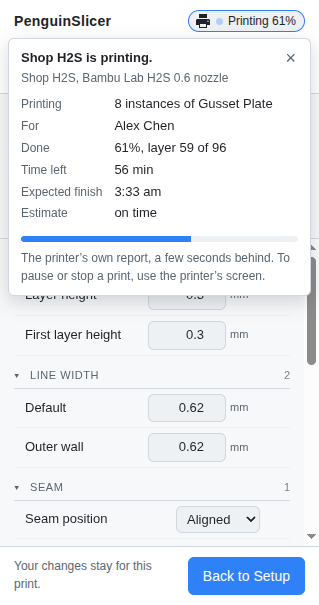 PenguinSlicer
Printing 61%
Shop H2S is printing.
×
Shop H2S, Bambu Lab H2S 0.6 nozzle
Printing 8 instances of Gusset Plate
For Alex Chen
Done 61%, layer 59 of 96
Time left 56 min
Expected finish 3:33 am
Estimate on time
The printer’s own report, a few seconds behind. To
pause or stop a print, use the printer’s screen.
Layer height 0.3 mm
First layer height 0.3 mm
LINE WIDTH 2
Default 0.62 mm
Outer wall 0.62 mm
SEAM 1
Seam position Aligned
Your changes stay for this
print.
Back to Setup